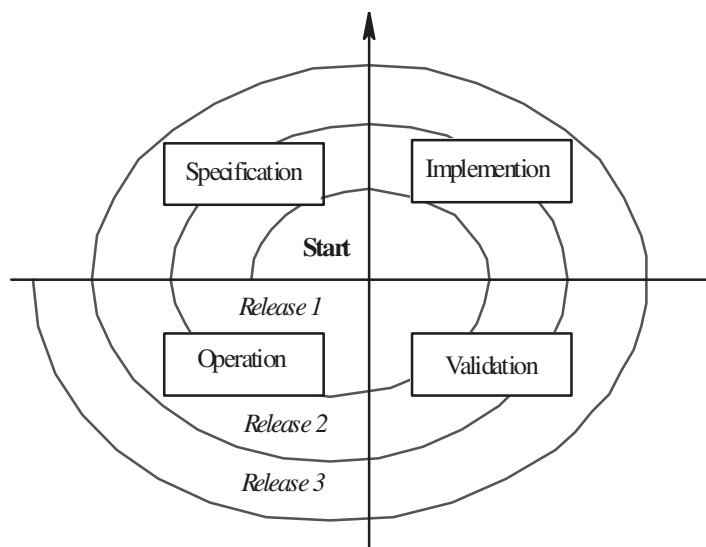 Specification
Implemention
Start
Release 1
Operation
Validation
Release 2
Release 3